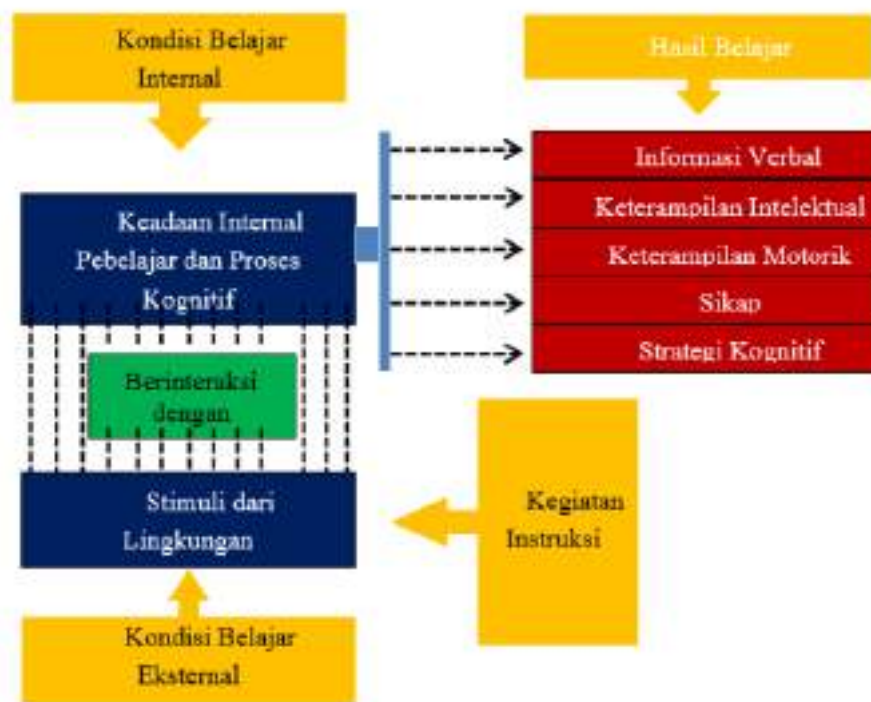 Kondisi Belajar
Internal
Hasil Belajar
Keadaan Internal
Pebelajar dan Proses
Kognitif
Informasi Verbal
Keterampilan Intelektual
Keterampilan Motorik
Sikap
Strategi Kognitif
Berinteraksi
dengan
Stimuli dari
Lingkungan
Kegiatan
Instruksi
Kondisi Belajar
Eksternal